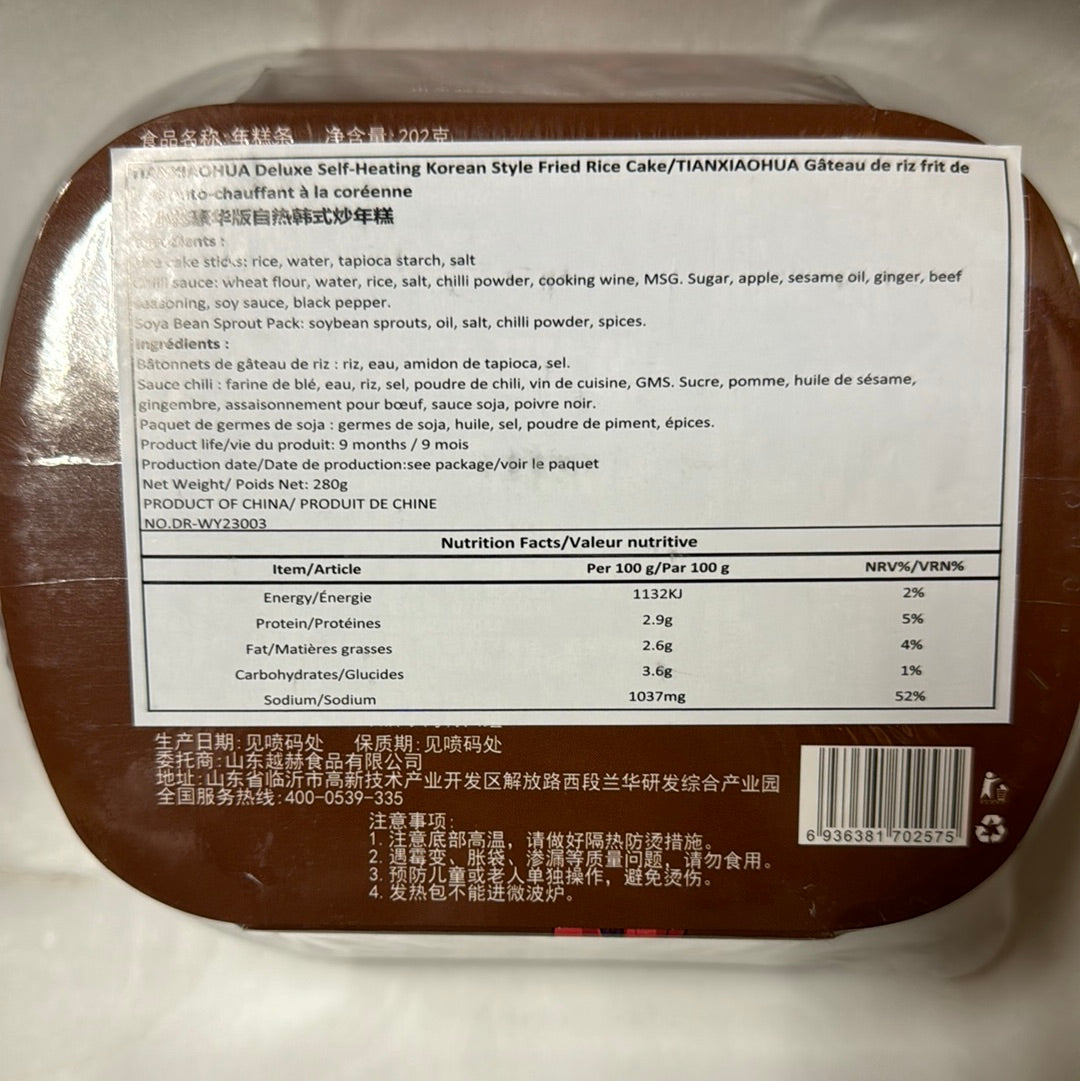 食品名称:年糕条 | 净含量:202克
TIANXIAOHUA Deluxe Self-Heating Korean Style Fried Rice Cake/TIANXIAOHUA Gâteau de riz frit de
auto-chauffant à la coréenne
豪华版自热韩式炒年糕
Ingredients :
Rice cake sticks: rice, water, tapioca starch, salt
Chilli sauce: wheat flour, water, rice, salt, chilli powder, cooking wine, MSG. Sugar, apple, sesame oil, ginger, beef
seasoning, soy sauce, black pepper.
Soya Bean Sprout Pack: soybean sprouts, oil, salt, chilli powder, spices.
Ingrédients :
Bâtonnets de gâteau de riz : riz, eau, amidon de tapioca, sel.
Sauce chili : farine de blé, eau, riz, sel, poudre de chili, vin de cuisine, GMS. Sucre, pomme, huile de sésame,
gingembre, assaisonnement pour bœuf, sauce soja, poivre noir.
Paquet de germes de soja : germes de soja, huile, sel, poudre de piment, épices.
Product life/vie du produit: 9 months / 9 mois
Production date/Date de production:see package/voir le paquet
Net Weight/ Poids Net: 280g
PRODUCT OF CHINA/ PRODUIT DE CHINE
NO.DR-WY23003
Nutrition Facts/Valeur nutritive
Item/Article Per 100 g/Par 100 g NRV%/VRN%
Energy/Énergie 1132KJ 2%
Protein/Protéines 2.9g 5%
Fat/Matières grasses 2.6g 4%
Carbohydrates/Glucides 3.6g 1%
Sodium/Sodium 1037mg 52%
生产日期:见喷码处 保质期:见喷码处
委托商:山东越赫食品有限公司
地址:山东省临沂市高新技术产业开发区解放路西段兰华研发综合产业园
全国服务热线:400-0539-335
注意事项:
1. 注意底部高温，请做好隔热防烫措施。
2. 遇霉变、胀袋、渗漏等质量问题，请勿食用。
3. 预防儿童或老人单独操作，避免烫伤。
4. 发热包不能进微波炉。
6 936381 702575